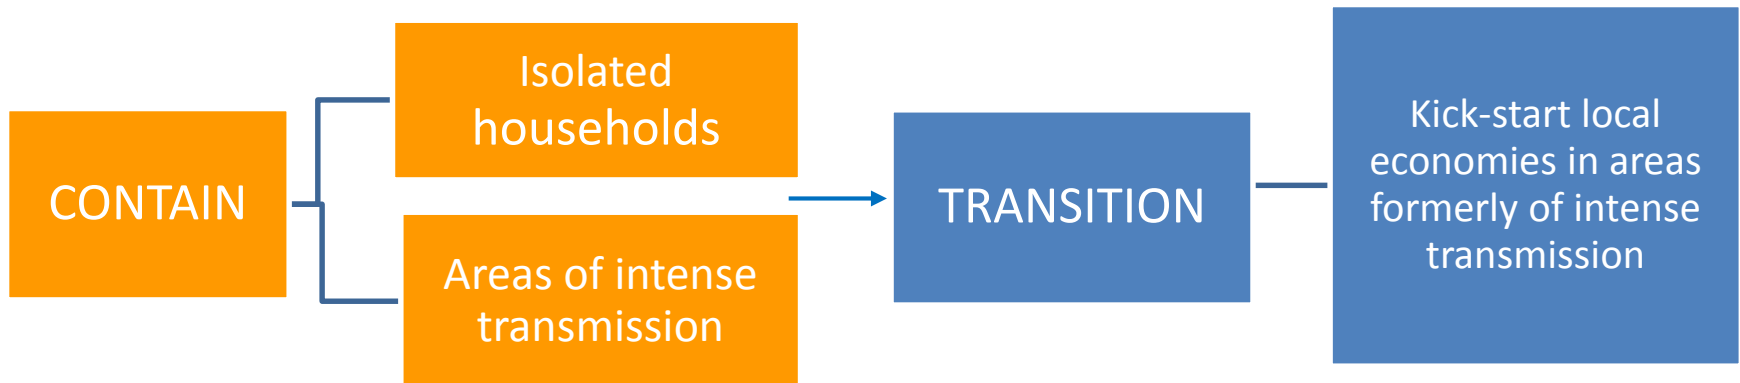 CONTAIN
Isolated
households
Areas of intense
transmission
TRANSITION
Kick-start local
economies in areas
formerly of intense
transmission